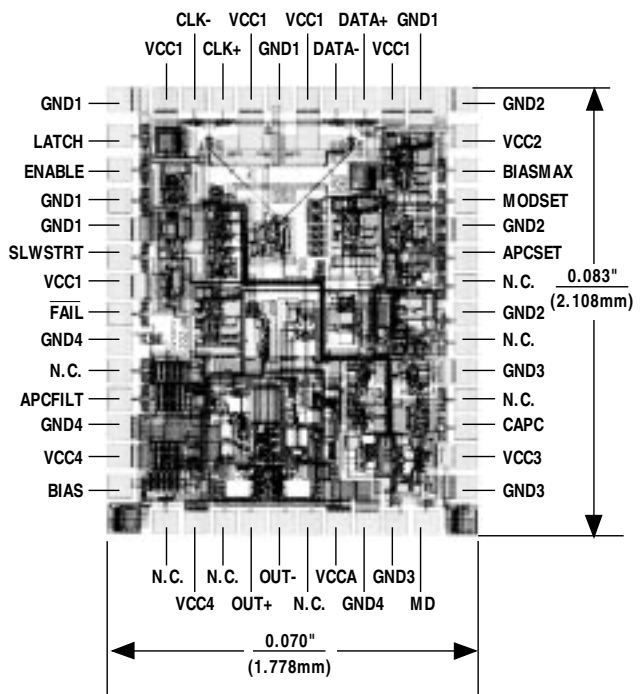 CLK- VCC1 VCC1 DATA+ GND1
VCC1 CLK+ GND1 DATA- VCC1
GND1 GND2
LATCH VCC2
ENABLE BIASMAX
GND1 MODSET
GND1 GND2
SLWSTRT APCSET
VCC1 N.C.
0.083"
(2.108mm)
FAIL GND2
GND4 N.C.
N.C. GND3
APCFILT N.C.
GND4 CAPC
VCC4 VCC3
BIAS GND3
N.C. N.C. OUT- VCCA GND3
VCC4 OUT+ N.C. GND4 MD
0.070"
(1.778mm)